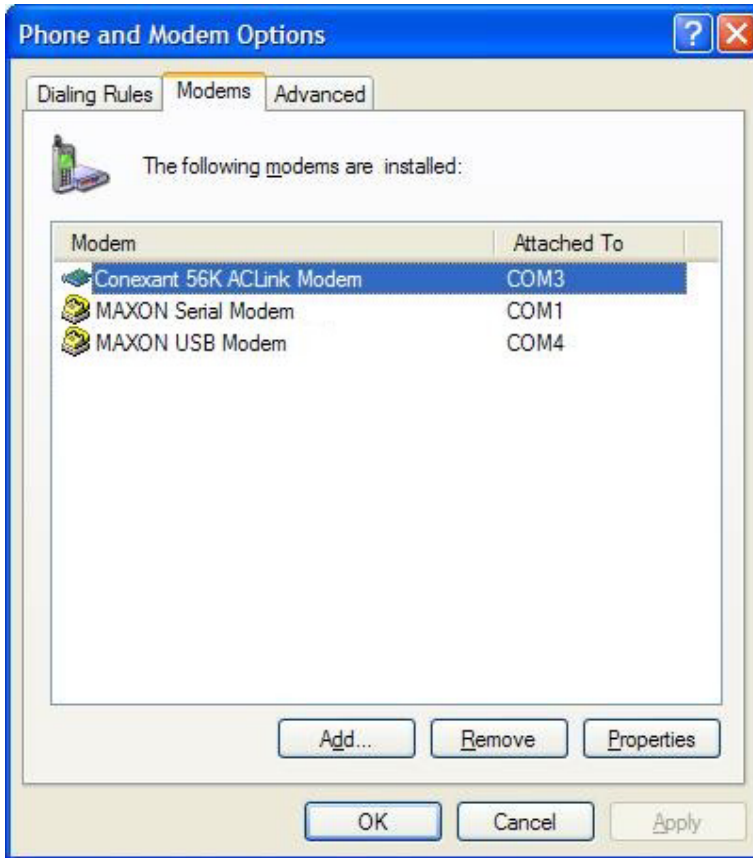 Phone and Modem Options
Dialing Rules Modems Advanced
The following modems are installed:
Modem Attached To
Conexant 56K ACLink Modem COM3
MAXON Serial Modem COM1
MAXON USB Modem COM4
Add... Remove Properties
OK Cancel Apply